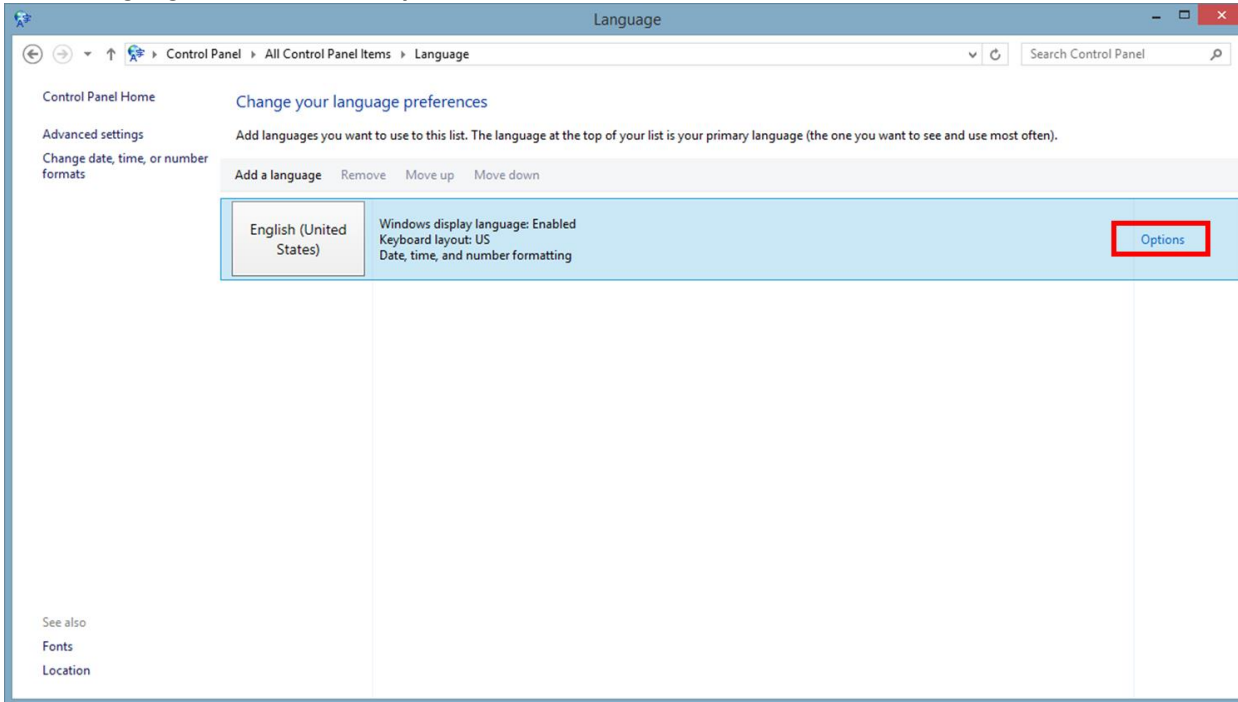 Language
Control Panel ▸ All Control Panel Items ▸ Language
Search Control Panel
Control Panel Home
Advanced settings
Change date, time, or number
formats
Change your language preferences
Add languages you want to use to this list. The language at the top of your list is your primary language (the one you want to see and use most often).
Add a language Remove Move up Move down
English (United
States)
Windows display language: Enabled
Keyboard layout: US
Date, time, and number formatting
Options
See also
Fonts
Location